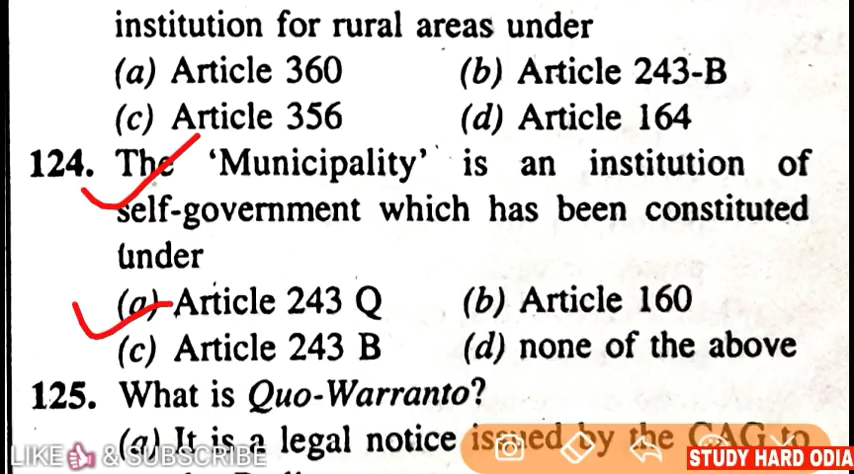 institution for rural areas under
(a) Article 360 (b) Article 243-B
(c) Article 356 (d) Article 164
124. The 'Municipality' is an institution of
self-government which has been constituted
under
(a) Article 243 Q (b) Article 160
(c) Article 243 B (d) none of the above
125. What is Quo-Warranto?
(a) It is a legal notice issued by the CAG to
LIKE & SUBSCRIBE
STUDY HARD ODIA